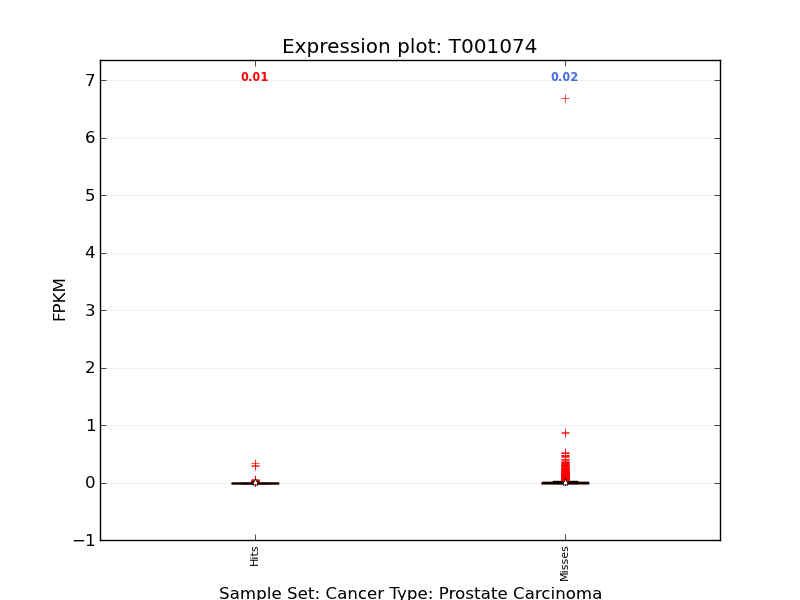 Expression plot: T001074
7
6
5
4
3
2
1
0
−1
0.01
0.02
FPKM
Hits
Misses
Sample Set: Cancer Type: Prostate Carcinoma